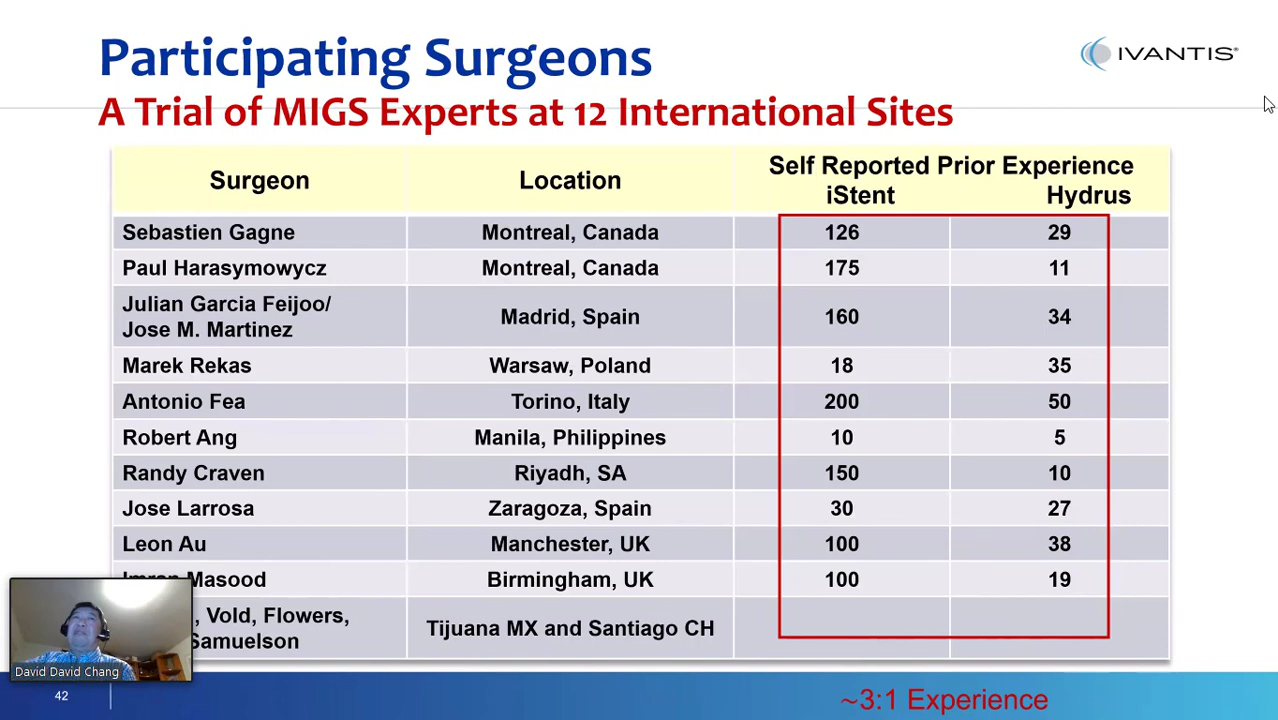 Participating Surgeons
IVANTIS®
A Trial of MIGS Experts at 12 International Sites
Surgeon Location Self Reported Prior Experience
iStent Hydrus
Sebastien Gagne Montreal, Canada 126 29
Paul Harasymowycz Montreal, Canada 175 11
Julian Garcia Feijoo/
Jose M. Martinez Madrid, Spain 160 34
Marek Rekas Warsaw, Poland 18 35
Antonio Fea Torino, Italy 200 50
Robert Ang Manila, Philippines 10 5
Randy Craven Riyadh, SA 150 10
Jose Larrosa Zaragoza, Spain 30 27
Leon Au Manchester, UK 100 38
Masood Birmingham, UK 100 19
, Vold, Flowers,
Samuelson Tijuana MX and Santiago CH
David David Chang
42
~3:1 Experience